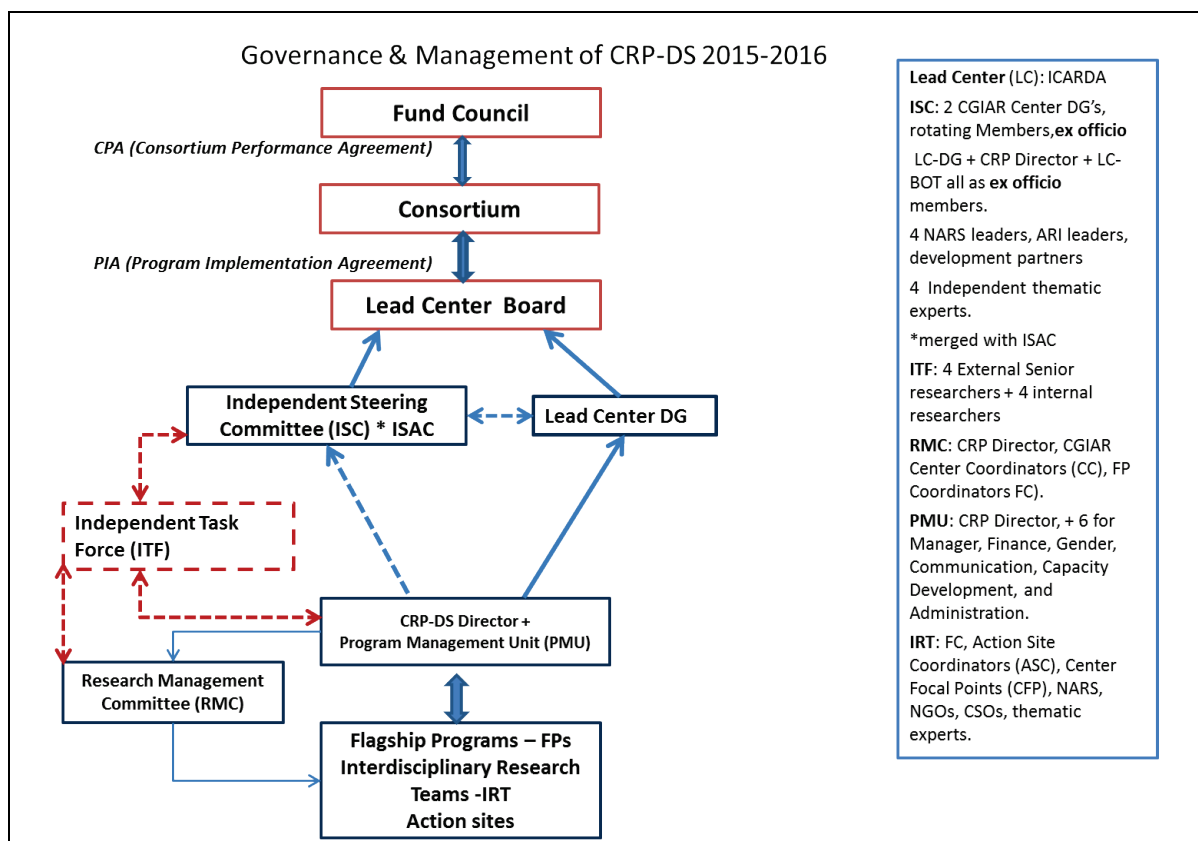 Governance & Management of CRP-DS 2015-2016
Fund Council
CPA (Consortium Performance Agreement)
Consortium
PIA (Program Implementation Agreement)
Lead Center Board
Independent Steering
Committee (ISC) * ISAC
Lead Center DG
Independent Task
Force (ITF)
CRP-DS Director +
Program Management Unit (PMU)
Research Management
Committee (RMC)
Flagship Programs – FPs
Interdisciplinary Research
Teams -IRT
Action sites
Lead Center (LC): ICARDA
ISC: 2 CGIAR Center DG's,
rotating Members,ex officio
LC-DG + CRP Director + LC-
BOT all as ex officio
members.
4 NARS leaders, ARI leaders,
development partners
4 Independent thematic
experts.
*merged with ISAC
ITF: 4 External Senior
researchers + 4 internal
researchers
RMC: CRP Director, CGIAR
Center Coordinators (CC), FP
Coordinators FC).
PMU: CRP Director, + 6 for
Manager, Finance, Gender,
Communication, Capacity
Development, and
Administration.
IRT: FC, Action Site
Coordinators (ASC), Center
Focal Points (CFP), NARS,
NGOs, CSOs, thematic
experts.